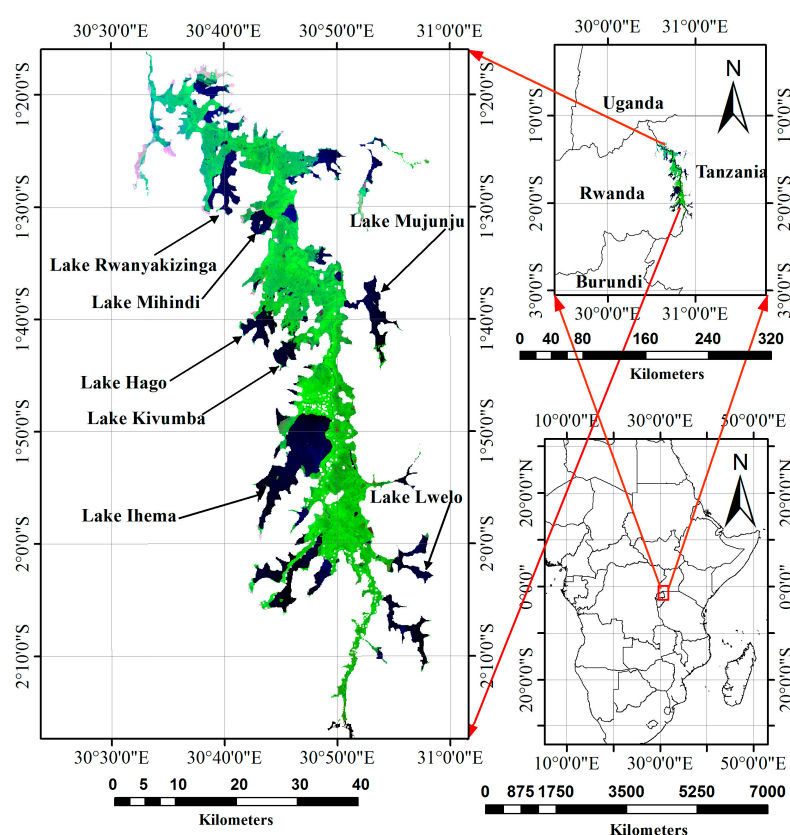 30°30'0"E 30°40'0"E 30°50'0"E 31°0'0"E
1°20'0"S 1°20'0"S
1°30'0"S 1°30'0"S
1°40'0"S 1°40'0"S
1°50'0"S 1°50'0"S
2°0'0"S 2°0'0"S
2°10'0"S 2°10'0"S
Lake Mujunju
Lake Rwanyakizinga
Lake Mihindi
Lake Hago
Lake Kivumba
Lake Lwelo
Lake Ihema
30°30'0"E 30°40'0"E 30°50'0"E 31°0'0"E
0 5 10 20 30 40
Kilometers
30°0'0"E 31°0'0"E
N
Uganda
1°0'0"S 1°0'0"S
Tanzania
Rwanda
2°0'0"S 2°0'0"S
Burundi
3°0'0"S 3°0'0"S
30°0'0"E 31°0'0"E
0 40 80 160 240 320
Kilometers
10°0'0"E 30°0'0"E 50°0'0"E
N
20°0'0"N 20°0'0"N
0°0'0" 0°0'0"
20°0'0"S 20°0'0"S
10°0'0"E 30°0'0"E 50°0'0"E
0 875 1750 3500 5250 7000
Kilometers